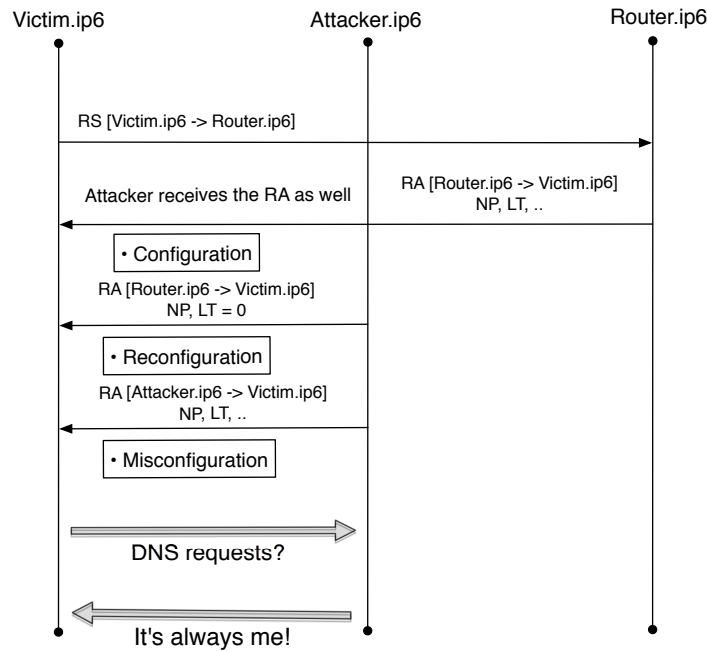 Victim.ip6
Attacker.ip6
Router.ip6
RS [Victim.ip6 -> Router.ip6]
Attacker receives the RA as well
RA [Router.ip6 -> Victim.ip6]
NP, LT, ..
• Configuration
RA [Router.ip6 -> Victim.ip6]
NP, LT = 0
• Reconfiguration
RA [Attacker.ip6 -> Victim.ip6]
NP, LT, ..
• Misconfiguration
DNS requests?
It's always me!